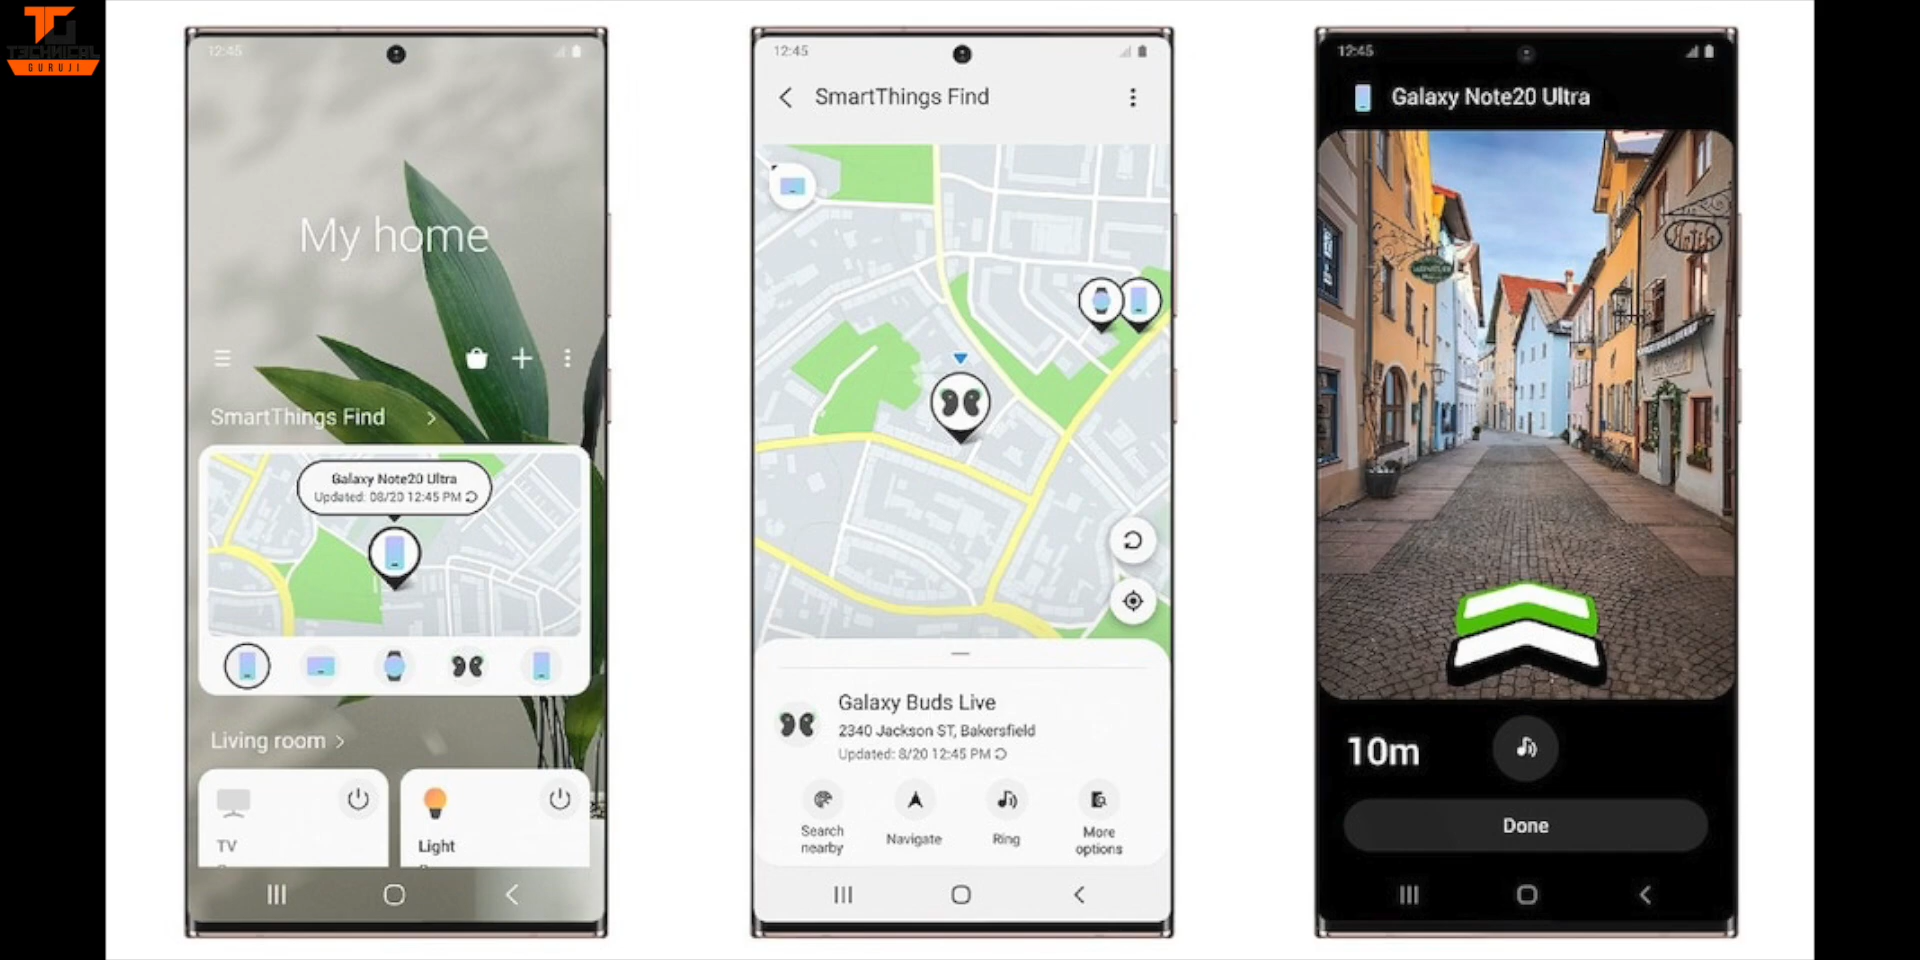 TECHNICAL
GURUJI
12:45
My home
SmartThings Find
Galaxy Note20 Ultra
Updated: 08/20 12:45 PM
Living room
TV
Light
12:45
SmartThings Find
Galaxy Buds Live
2340 Jackson ST, Bakersfield
Updated: 8/20 12:45 PM
Search nearby
Navigate
Ring
More options
12:45
Galaxy Note20 Ultra
10m
Done